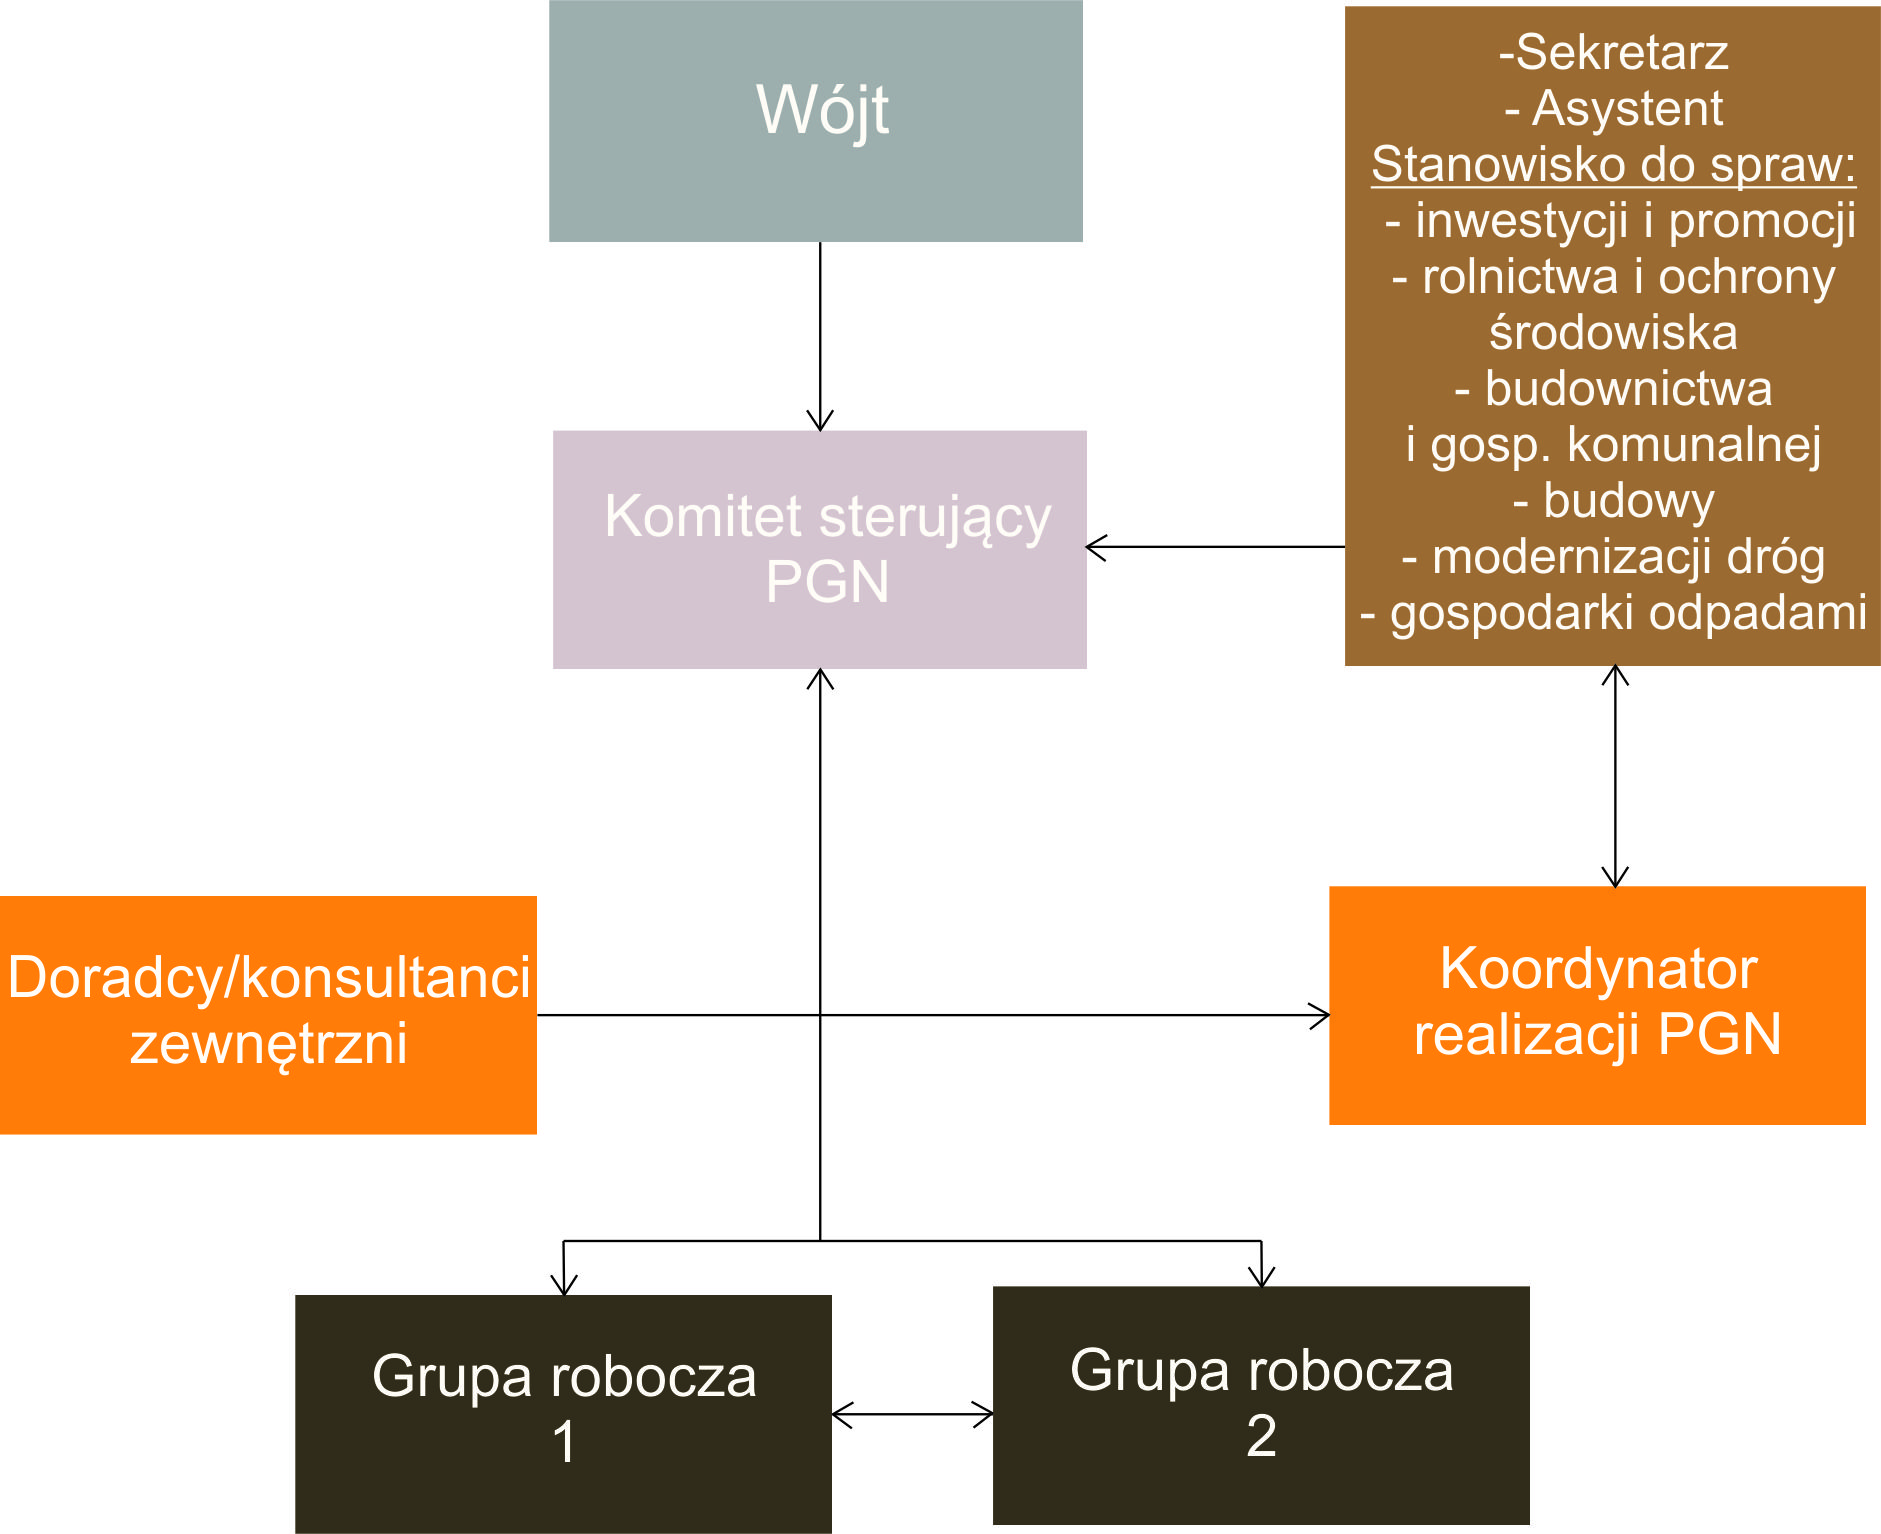 Wójt
-Sekretarz
- Asystent
Stanowisko do spraw:
- inwestycji i promocji
- rolnictwa i ochrony
środowiska
- budownictwa
i gosp. komunalnej
- budowy
- modernizacji dróg
- gospodarki odpadami
Komitet sterujący
PGN
Doradcy/konsultanci
zewnętrzni
Koordynator
realizacji PGN
Grupa robocza
1
Grupa robocza
2